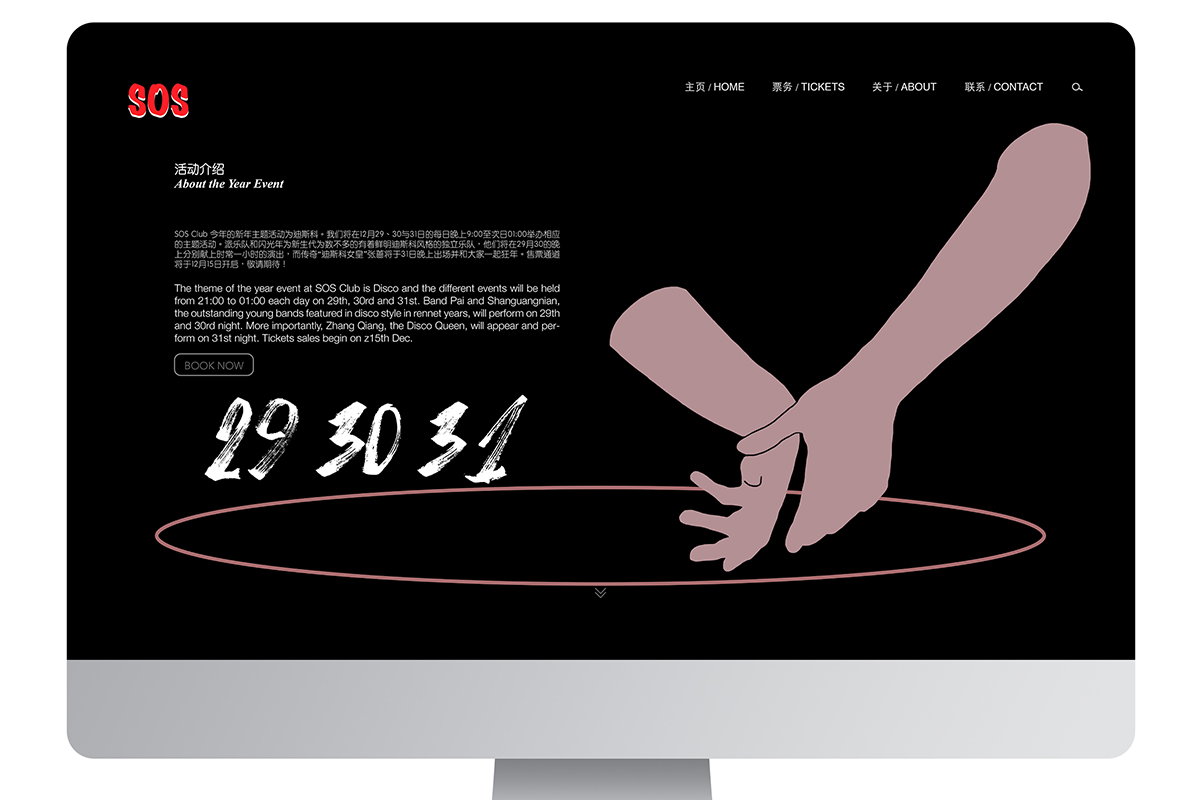 SOS
主页 / HOME 票务 / TICKETS 关于 / ABOUT 联系 / CONTACT
活动介绍
About the Year Event
SOS Club 今年的新年主题活动为迪斯科。我们将在12月29、30与31日的每日晚上9:00至次日01:00举办相应
的主题活动。派乐队和闪光年为新生代为数不多的有着鲜明迪斯科风格的独立乐队，他们将在29月30的晚
上分别献上时常一小时的演出，而传奇“迪斯科女皇”张蔷将于31日晚上出场并和大家一起狂年。售票通道
将于12月15日开启，敬请期待！
The theme of the year event at SOS Club is Disco and the different events will be held
from 21:00 to 01:00 each day on 29th, 30rd and 31st. Band Pai and Shanguangnian,
the outstanding young bands featured in disco style in rennet years, will perform on 29th
and 30rd night. More importantly, Zhang Qiang, the Disco Queen, will appear and per-
form on 31st night. Tickets sales begin on z15th Dec.
BOOK NOW
29 30 31